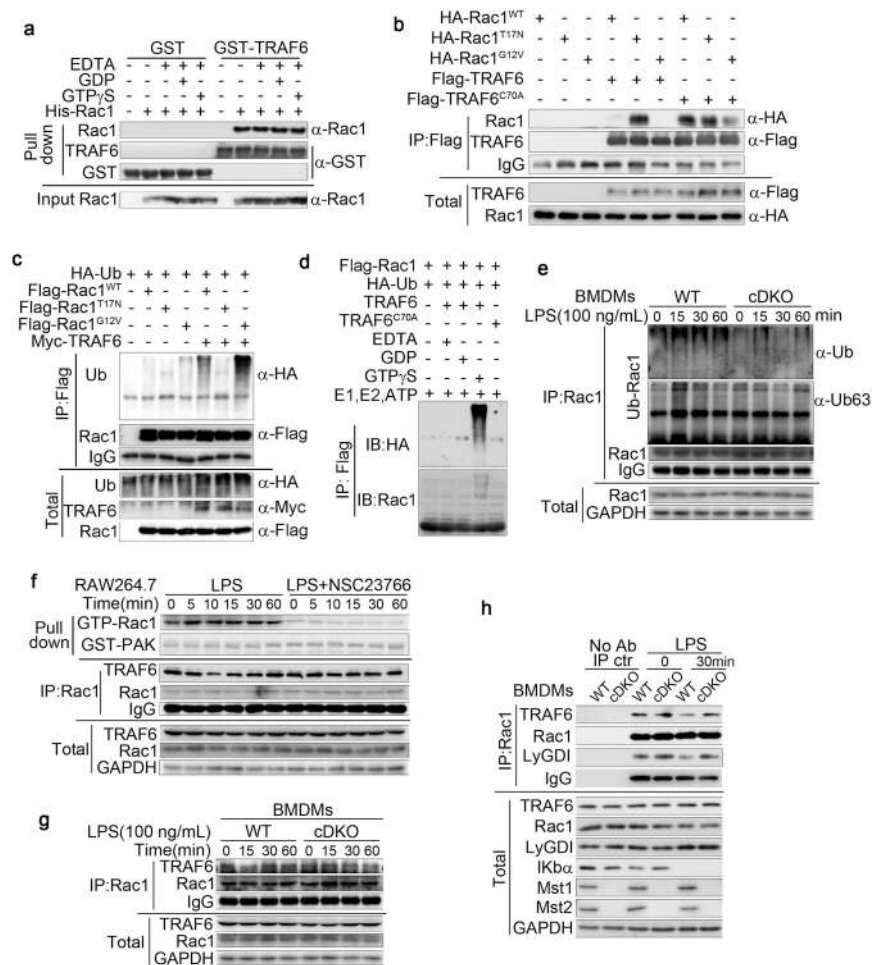 a
GST GST-TRAF6
EDTA - - + + + - - + + +
GDP - - - + - - - - + -
GTPγS - - - - + - - - - +
His-Rac1 - + + + + - + + + +
Pull down
Rac1 α-Rac1
TRAF6 α-GST
GST
Input Rac1 α-Rac1
b
HA-Rac1WT + - - + - - + - -
HA-Rac1T17N - + - - + - - + -
HA-Rac1G12V - - + - - + - - +
Flag-TRAF6 - - - + + + - - -
Flag-TRAF6C70A - - - - - - + + +
IP:Flag
Rac1 α-HA
TRAF6 α-Flag
IgG
Total
TRAF6 α-Flag
Rac1 α-HA
c
HA-Ub + + + + + + +
Flag-Rac1WT - + - - + - -
Flag-Rac1T17N - - + - - + -
Flag-Rac1G12V - - - + - - +
Myc-TRAF6 - - - - + + +
IP:Flag
Ub α-HA
Rac1 α-Flag
IgG
Total
Ub α-HA
TRAF6 α-Myc
Rac1 α-Flag
d
Flag-Rac1 + + + + + +
HA-Ub + + + + + +
TRAF6 - + + + + -
TRAF6C70A - - - - - +
EDTA
GDP
GTPγS
E1,E2,ATP + + + + + +
IP: Flag
IB:HA
IB:Rac1
e
BMDMs WT cDKO
LPS(100 ng/mL) 0 15 30 60 0 15 30 60 min
IP:Rac1
Ub-Rac1
α-Ub
α-Ub63
Rac1
IgG
Total
Rac1
GAPDH
f
RAW264.7 LPS LPS+NSC23766
Time(min) 0 5 10 15 30 60 0 5 10 15 30 60
Pull down
GTP-Rac1
GST-PAK
IP:Rac1
TRAF6
Rac1
IgG
Total
TRAF6
Rac1
GAPDH
g
BMDMs
LPS(100 ng/mL) WT cDKO
Time(min) 0 15 30 60 0 15 30 60
IP:Rac1
TRAF6
Rac1
IgG
Total
TRAF6
Rac1
GAPDH
h
No Ab IP ctr LPS
0 30min
BMDMs WT cDKO WT cDKO WT cDKO
IP:Rac1
TRAF6
Rac1
LyGDI
IgG
Total
TRAF6
Rac1
LyGDI
IKbα
Mst1
Mst2
GAPDH